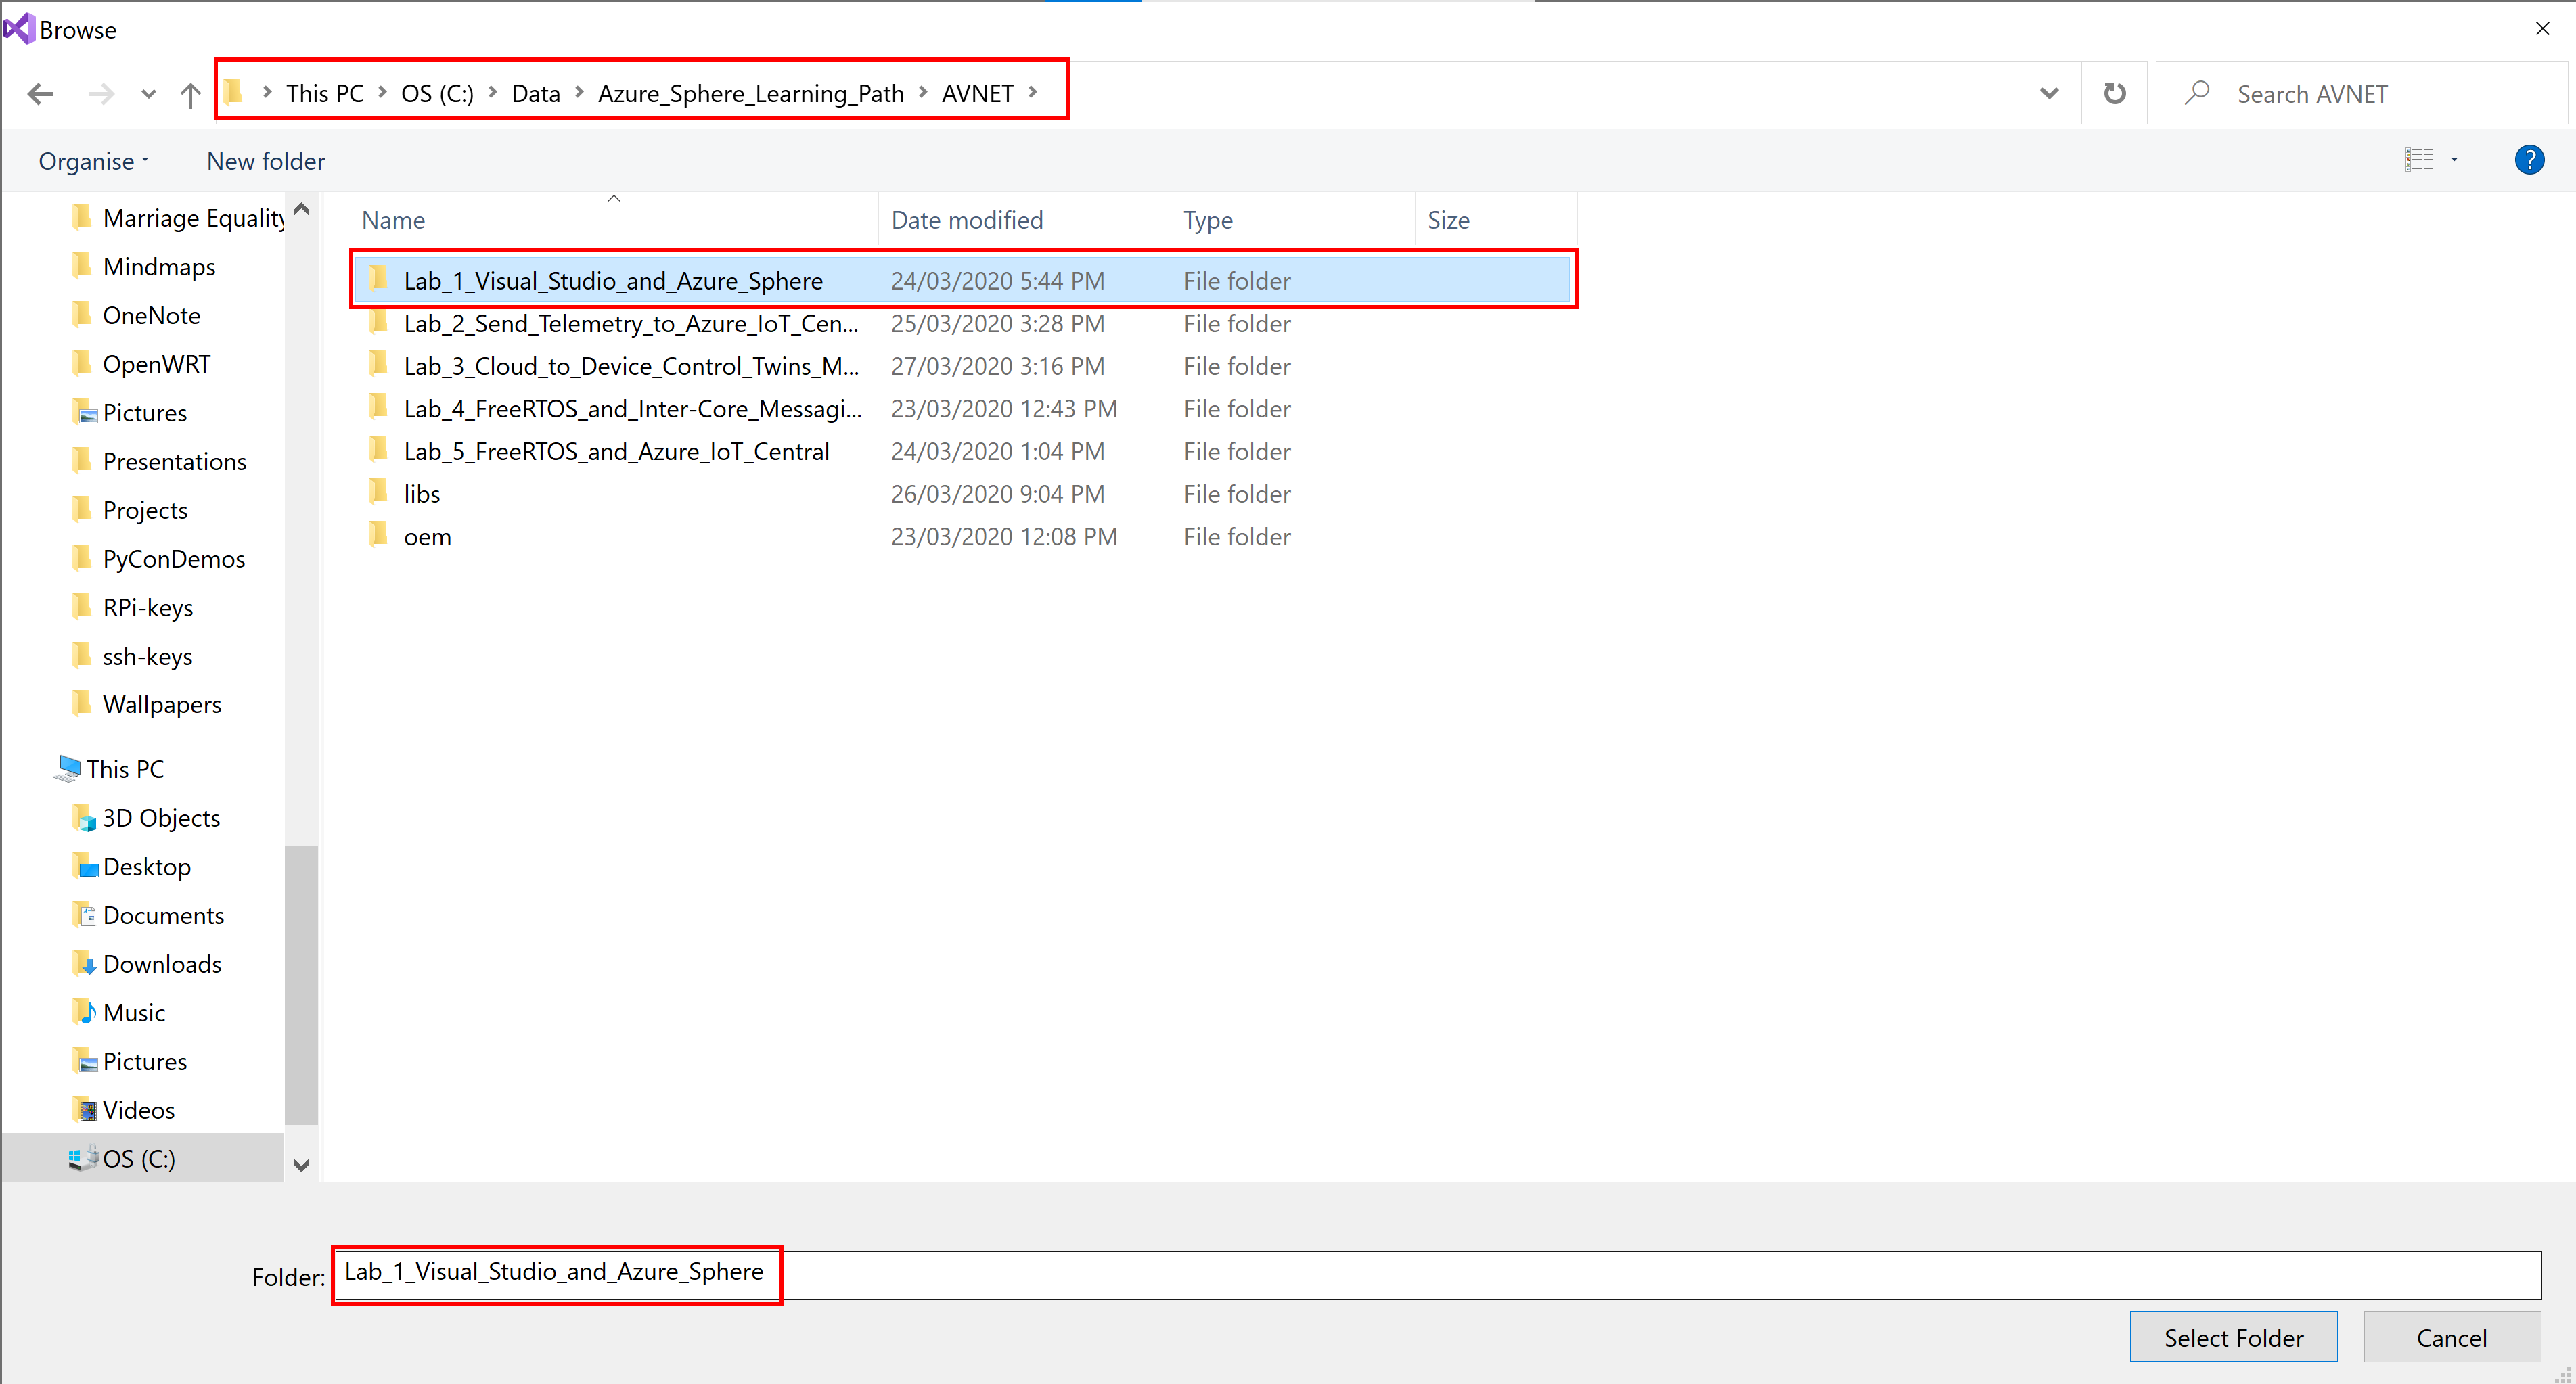 Browse
This PC > OS (C:) > Data > Azure_Sphere_Learning_Path > AVNET >
Search AVNET
Organise
New folder
?
Marriage Equality
Mindmaps
OneNote
OpenWRT
Pictures
Presentations
Projects
PyConDemos
RPi-keys
ssh-keys
Wallpapers
This PC
3D Objects
Desktop
Documents
Downloads
Music
Pictures
Videos
OS (C:)
Name Date modified Type Size
Lab_1_Visual_Studio_and_Azure_Sphere 24/03/2020 5:44 PM File folder
Lab_2_Send_Telemetry_to_Azure_IoT_Cen... 25/03/2020 3:28 PM File folder
Lab_3_Cloud_to_Device_Control_Twins_M... 27/03/2020 3:16 PM File folder
Lab_4_FreeRTOS_and_Inter-Core_Messagi... 23/03/2020 12:43 PM File folder
Lab_5_FreeRTOS_and_Azure_IoT_Central 24/03/2020 1:04 PM File folder
libs 26/03/2020 9:04 PM File folder
oem 23/03/2020 12:08 PM File folder
Folder: Lab_1_Visual_Studio_and_Azure_Sphere
Select Folder Cancel